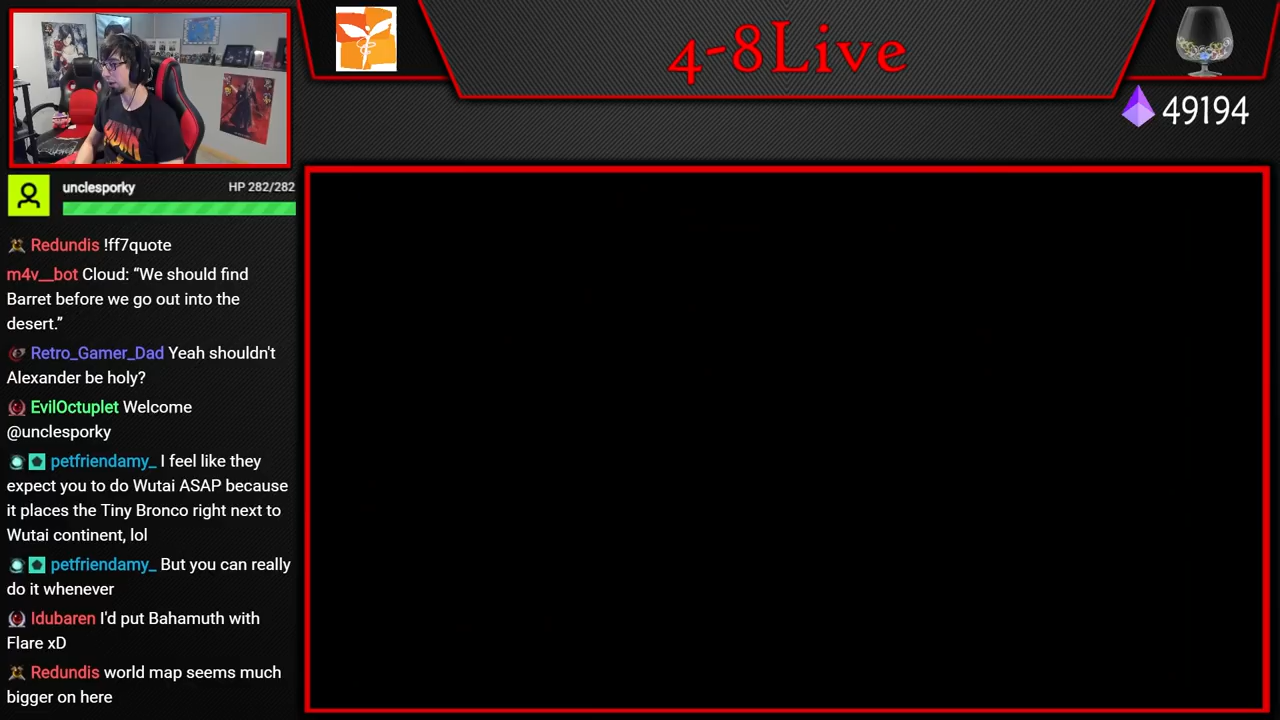 4-8Live
49194
unclesporky HP 282/282
Redundis !ff7quote
m4v__bot Cloud: “We should find
Barret before we go out into the
desert.”
Retro_Gamer_Dad Yeah shouldn't
Alexander be holy?
EvilOctuplet Welcome
@unclesporky
petfriendamy_ I feel like they
expect you to do Wutai ASAP because
it places the Tiny Bronco right next to
Wutai continent, lol
petfriendamy_ But you can really
do it whenever
Idubaren I'd put Bahamuth with
Flare xD
Redundis world map seems much
bigger on here